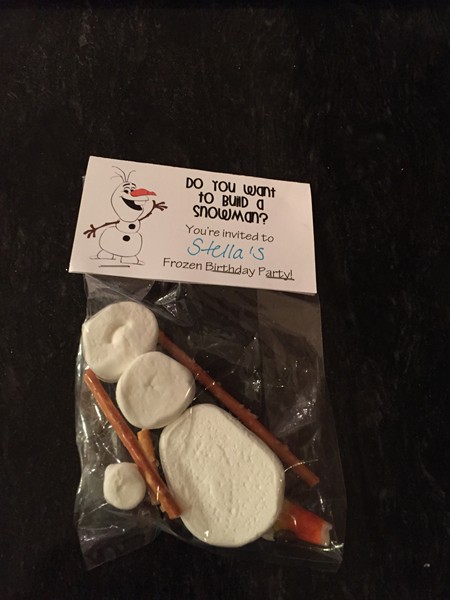 Do you want
to build a
snowman?
You're invited to
Stella's
Frozen Birthday Party!